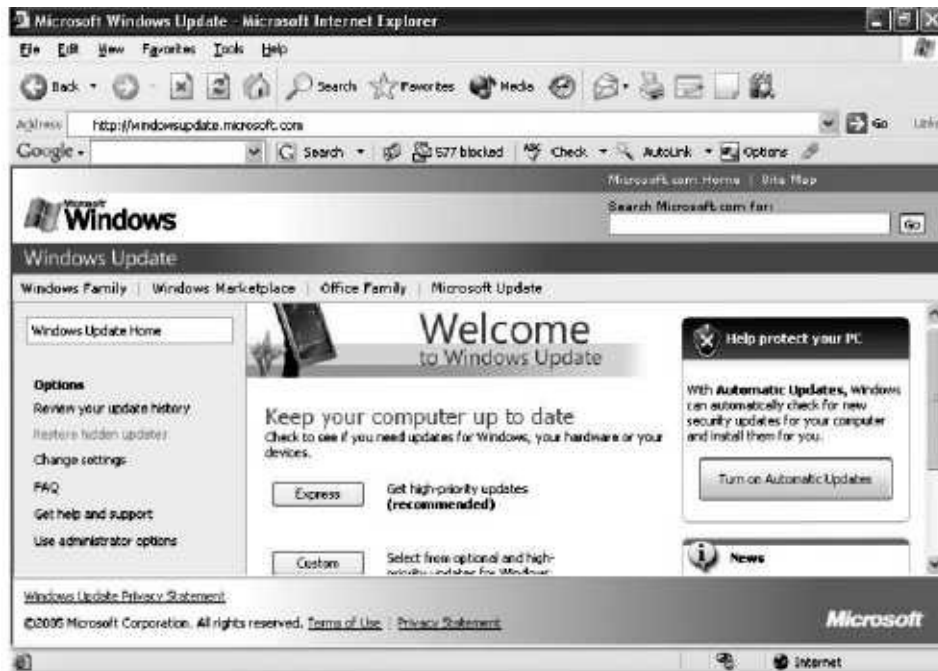 Microsoft Windows Update - Microsoft Internet Explorer
File Edit View Favorites Tools Help
Back Search Favorites Media
Address http://windowsupdate.microsoft.com Go Links
Google Search 577 blocked ABC Check AutoLink Options
Microsoft.com Home | Site Map
Microsoft Windows
Search Microsoft.com for:
Go
Windows Update
Windows Family | Windows Marketplace | Office Family | Microsoft Update
Windows Update Home
Options
Review your update history
Restore hidden updates
Change settings
FAQ
Get help and support
Use administrator options
Welcome
to Windows Update
Keep your computer up to date
Check to see if you need updates for Windows, your hardware or your
devices.
Express Get high-priority updates
(recommended)
Custom Select from optional and high-
priority updates for Windows
Help protect your PC
With Automatic Updates, Windows
can automatically check for new
security updates for your computer
and install them for you.
Turn on Automatic Updates
News
Windows Update Privacy Statement
©2005 Microsoft Corporation. All rights reserved. Terms of Use | Privacy Statement
Microsoft
Internet